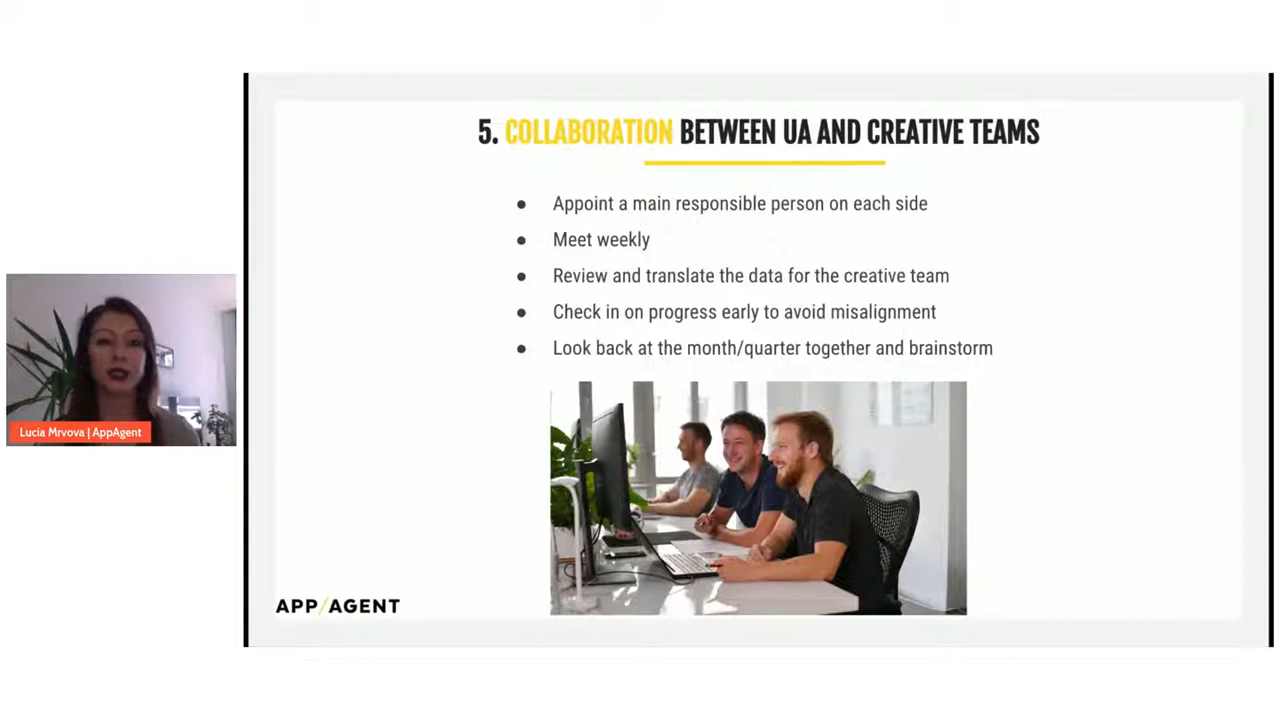 5. COLLABORATION BETWEEN UA AND CREATIVE TEAMS
● Appoint a main responsible person on each side
● Meet weekly
● Review and translate the data for the creative team
● Check in on progress early to avoid misalignment
● Look back at the month/quarter together and brainstorm
Lucia Mrvova | AppAgent
APP/AGENT